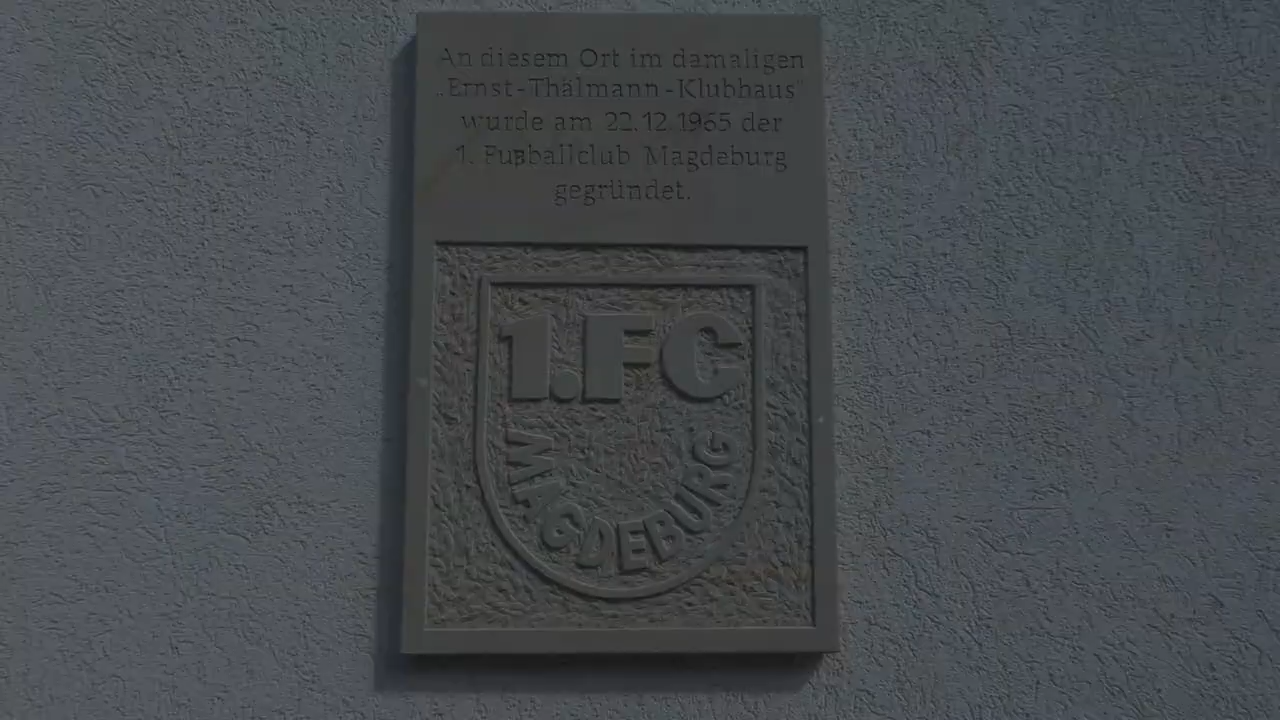 An diesem Ort im damaligen
„Ernst-Thälmann-Klubhaus"
wurde am 22.12.1965 der
1. Fußballclub Magdeburg
gegründet.
1.FC
MAGDEBURG